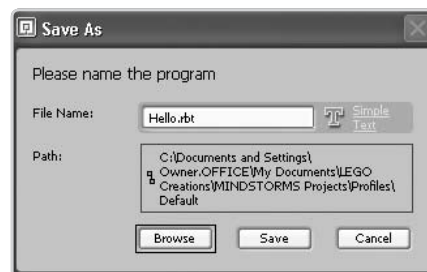 Save As
Please name the program
File Name:
Hello.rbt
Simple
Text
Path:
C:\Documents and Settings\
Owner.OFFICE\My Documents\LEGO
Creations\MINDSTORMS Projects\Profiles\
Default
Browse Save Cancel